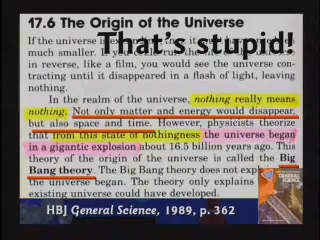 17.6 The Origin of the Universe
That's stupid!
If the universe is
much smaller. If
in reverse, like a film, you would see the universe con-
tracting until it disappeared in a flash of light, leaving
nothing.
In the realm of the universe, nothing really means
nothing. Not only matter and energy would disappear,
but also space and time. However, physicists theorize
that from this state of nothingness the universe began
in a gigantic explosion about 16.5 billion years ago. This
theory of the origin of the universe is called the Big
Bang theory. The Big Bang theory does not exp
the universe began. The theory only explains
existing universe could have developed.
HBJ General Science, 1989, p. 362